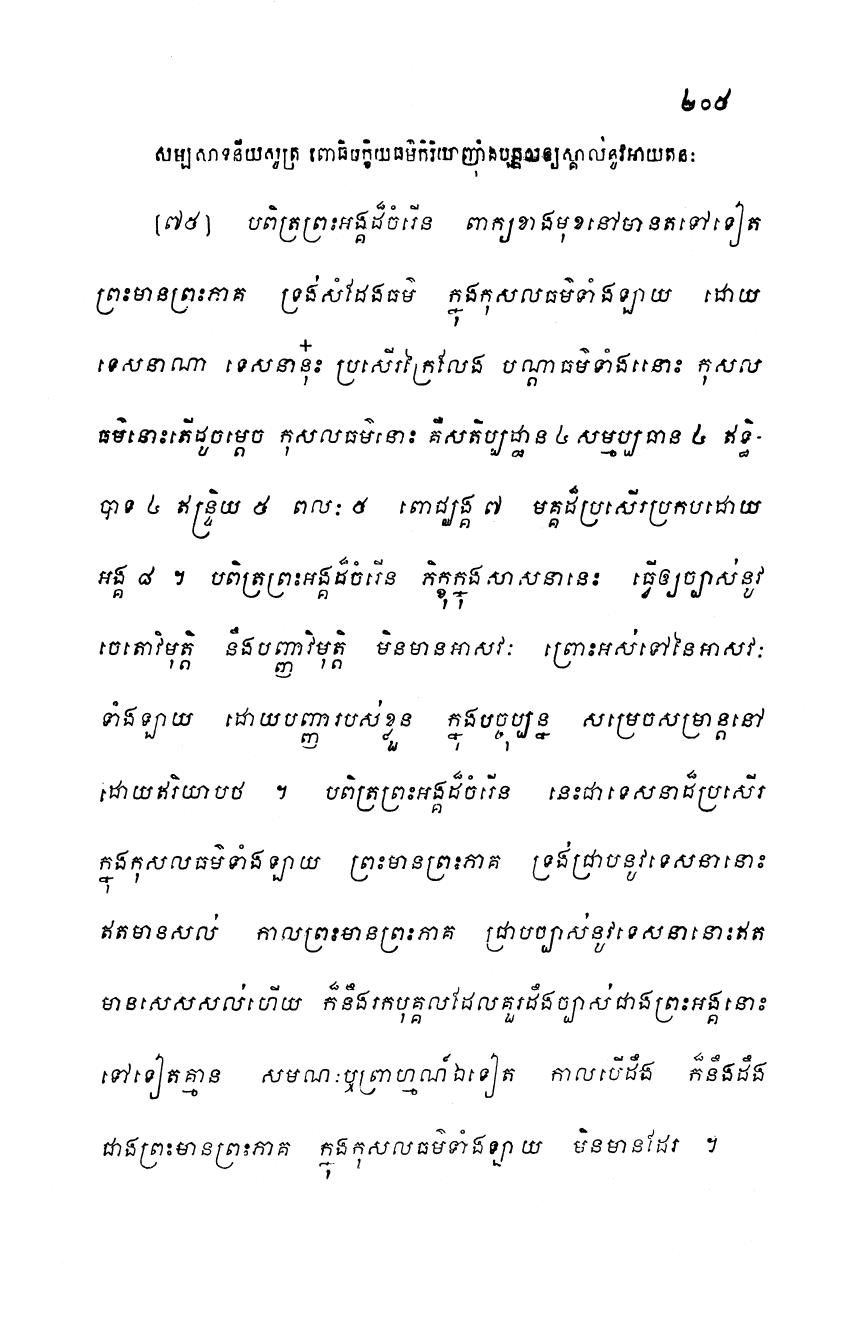 ២០៥
សម្បសាទនីយសូត្រ ពោធិបក្ខិយធម៌កិរិយាញ៉ាំងបុគ្គលឲ្យស្គាល់នូវអាយតនៈ
[៧៥] បពិត្រព្រះអង្គដ៏ចំរើន ពាក្យខាងមុខនៅមានតទៅទៀត
ព្រះមានព្រះភាគ ទ្រង់សំដែងធម៌ ក្នុងកុសលធម៌ទាំងឡាយ ដោយ
ទេសនាណា ទេសនានុ៎ះ ប្រសើរក្រៃលែង បណ្តាធម៌ទាំងនោះ កុសល
ធម៌នោះតើដូចម្តេច កុសលធម៌នោះ គឺសតិប្បដ្ឋាន ៤ សម្មប្បធាន ៤ ឥទ្ធិ-
បាទ ៤ ឥន្ទ្រិយ ៥ ពលៈ ៥ ពោជ្ឈង្គ ៧ មគ្គដ៏ប្រសើរប្រកបដោយ
អង្គ ៨ ។ បពិត្រព្រះអង្គដ៏ចំរើន ភិក្ខុក្នុងសាសនានេះ ធ្វើឲ្យច្បាស់នូវ
ចេតោវិមុត្តិ នឹងបញ្ញាវិមុត្តិ មិនមានអាសវៈ ព្រោះអស់ទៅនៃអាសវៈ
ទាំងឡាយ ដោយបញ្ញារបស់ខ្លួន ក្នុងបច្ចុប្បន្ន សម្រេចសម្រាន្តនៅ
ដោយឥរិយាបថ ។ បពិត្រព្រះអង្គដ៏ចំរើន នេះជាទេសនាដ៏ប្រសើរ
ក្នុងកុសលធម៌ទាំងឡាយ ព្រះមានព្រះភាគ ទ្រង់ជ្រាបនូវទេសនានោះ
ឥតមានសល់ កាលព្រះមានព្រះភាគ ជ្រាបច្បាស់នូវទេសនានោះឥត
មានសេសសល់ហើយ ក៏នឹងរកបុគ្គលដែលគួរដឹងច្បាស់ជាងព្រះអង្គនោះ
ទៅទៀតគ្មាន សមណៈឬព្រាហ្មណ៍ឯទៀត កាលបើដឹង ក៏នឹងដឹង
ជាងព្រះមានព្រះភាគ ក្នុងកុសលធម៌ទាំងឡាយ មិនមានដែរ ។